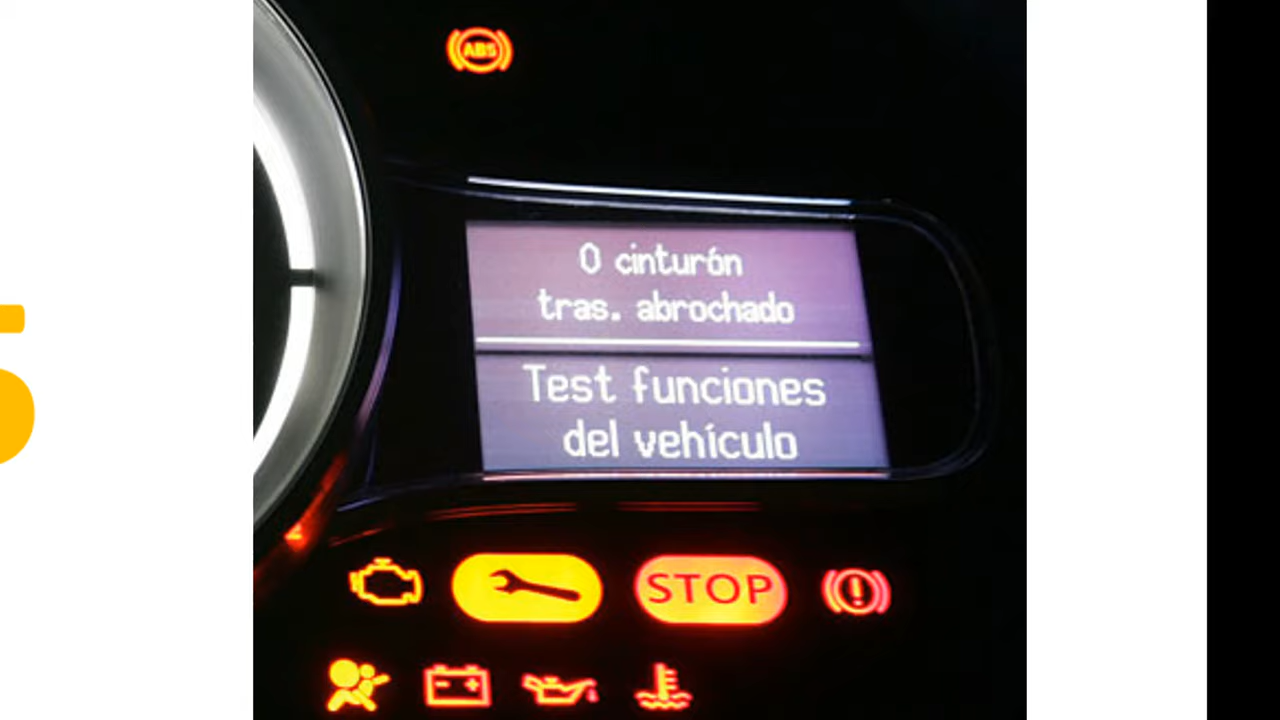 ABS
0 cinturón
tras. abrochado
Test funciones
del vehículo
STOP